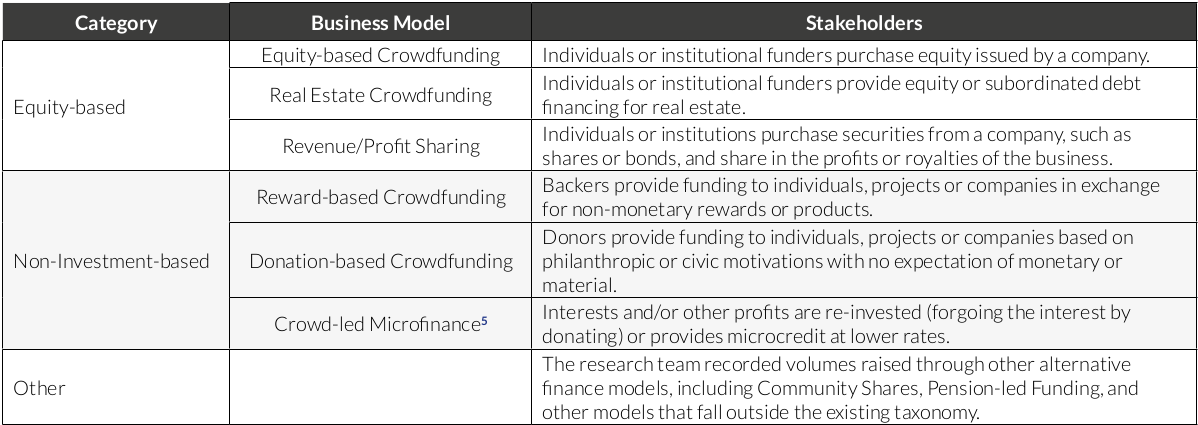 Category Business Model Stakeholders
Equity-based
Equity-based Crowdfunding
Individuals or institutional funders purchase equity issued by a company.
Real Estate Crowdfunding
Individuals or institutional funders provide equity or subordinated debt
financing for real estate.
Revenue/Profit Sharing
Individuals or institutions purchase securities from a company, such as
shares or bonds, and share in the profits or royalties of the business.
Non-Investment-based
Reward-based Crowdfunding
Backers provide funding to individuals, projects or companies in exchange
for non-monetary rewards or products.
Donation-based Crowdfunding
Donors provide funding to individuals, projects or companies based on
philanthropic or civic motivations with no expectation of monetary or
material.
Crowd-led Microfinance5
Interests and/or other profits are re-invested (forgoing the interest by
donating) or provides microcredit at lower rates.
Other
The research team recorded volumes raised through other alternative
finance models, including Community Shares, Pension-led Funding, and
other models that fall outside the existing taxonomy.